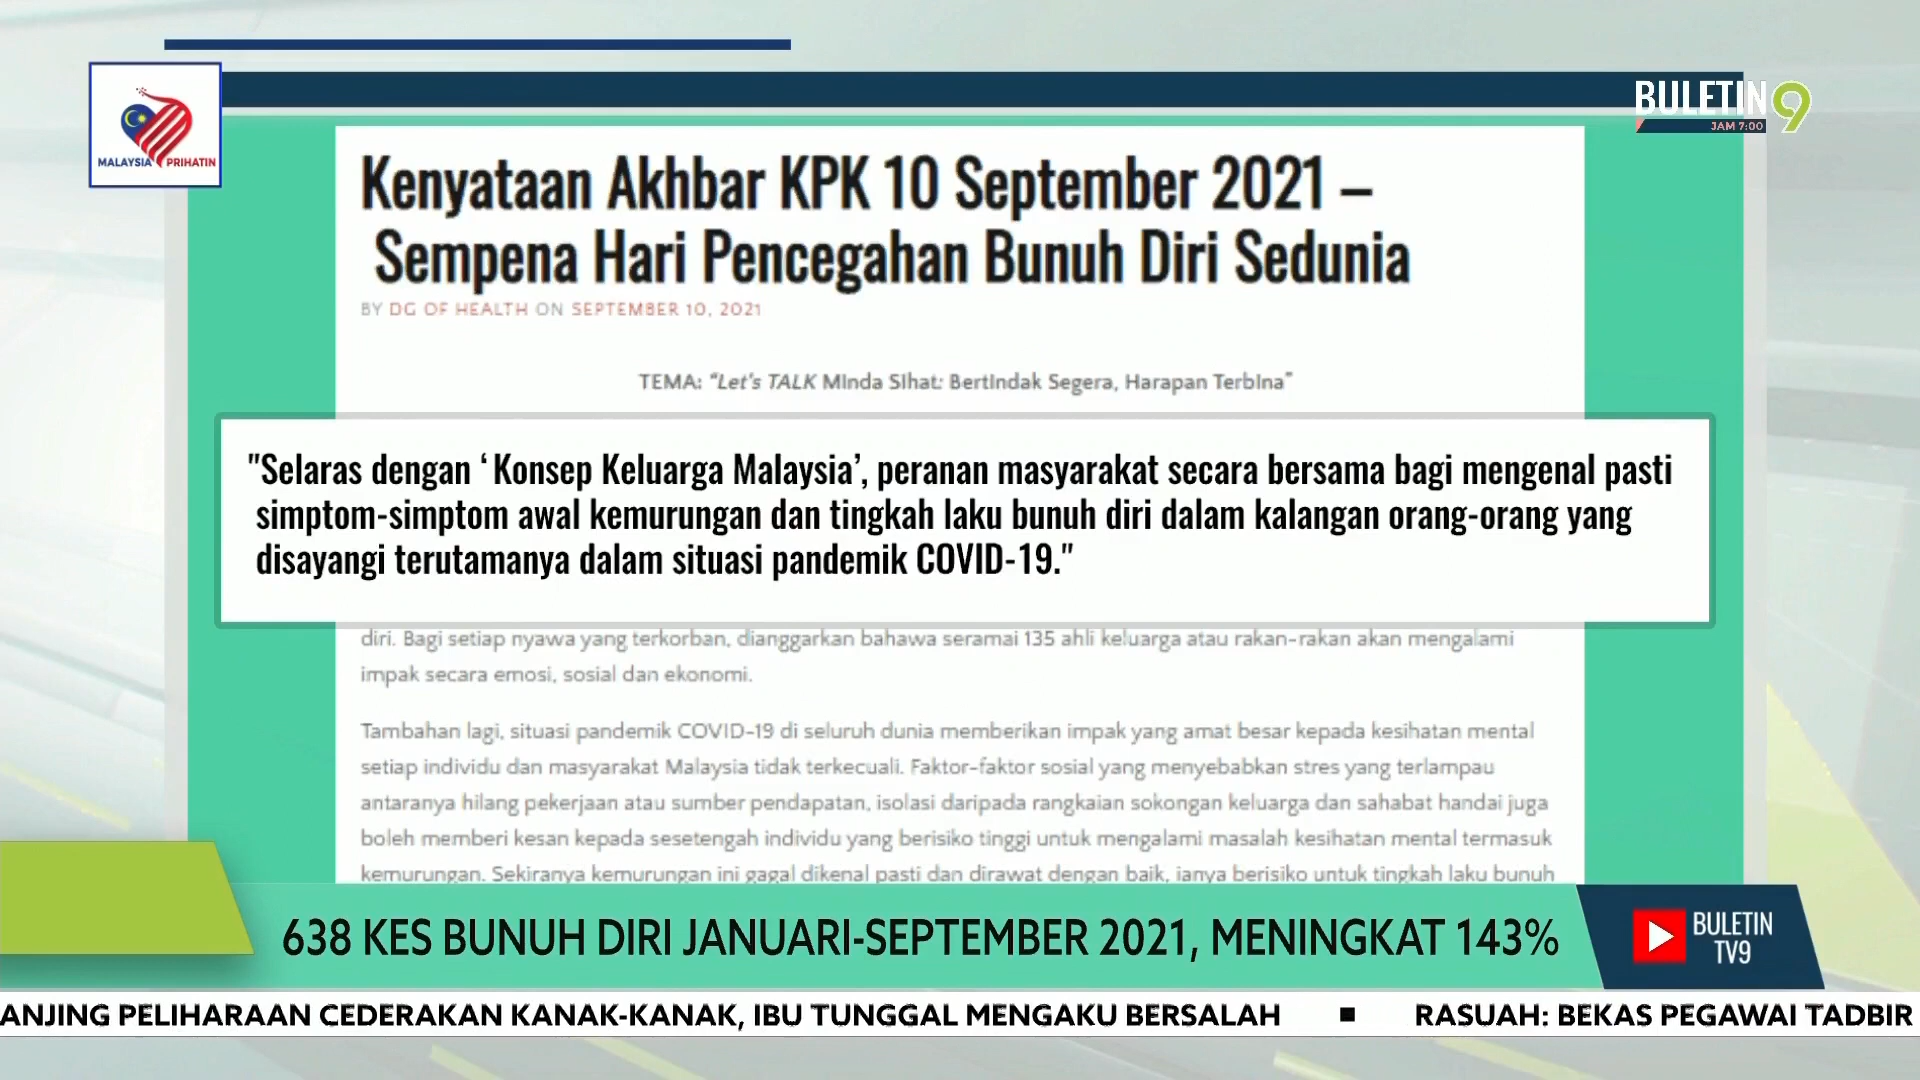 MALAYSIA PRIHATIN
BULETIN 9
JAM 7:00
Kenyataan Akhbar KPK 10 September 2021 –
Sempena Hari Pencegahan Bunuh Diri Sedunia
BY DG OF HEALTH ON SEPTEMBER 10, 2021
TEMA: “Let's TALK Minda Sihat: Bertindak Segera, Harapan Terbina”
"Selaras dengan ‘Konsep Keluarga Malaysia’, peranan masyarakat secara bersama bagi mengenal pasti
simptom-simptom awal kemurungan dan tingkah laku bunuh diri dalam kalangan orang-orang yang
disayangi terutamanya dalam situasi pandemik COVID-19."
diri. Bagi setiap nyawa yang terkorban, dianggarkan bahawa seramai 135 ahli keluarga atau rakan-rakan akan mengalami
impak secara emosi, sosial dan ekonomi.
Tambahan lagi, situasi pandemik COVID-19 di seluruh dunia memberikan impak yang amat besar kepada kesihatan mental
setiap individu dan masyarakat Malaysia tidak terkecuali. Faktor-faktor sosial yang menyebabkan stres yang terlampau
antaranya hilang pekerjaan atau sumber pendapatan, isolasi daripada rangkaian sokongan keluarga dan sahabat handai juga
boleh memberi kesan kepada sesetengah individu yang berisiko tinggi untuk mengalami masalah kesihatan mental termasuk
kemurungan. Sekiranya kemurungan ini gagal dikenal pasti dan dirawat dengan baik, ianya berisiko untuk tingkah laku bunuh
638 KES BUNUH DIRI JANUARI-SEPTEMBER 2021, MENINGKAT 143%
BULETIN
TV9
ANJING PELIHARAAN CEDERAKAN KANAK-KANAK, IBU TUNGGAL MENGAKU BERSALAH ■ RASUAH: BEKAS PEGAWAI TADBIR